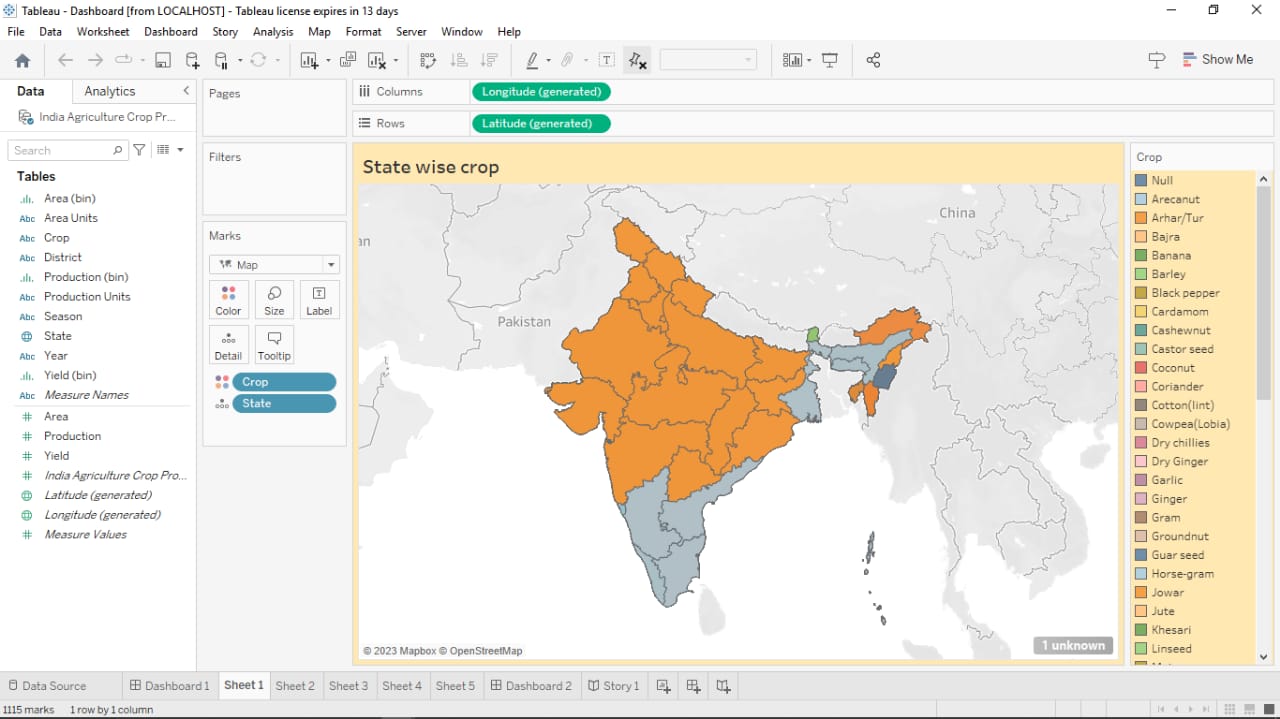 Tableau - Dashboard [from LOCALHOST] - Tableau license expires in 13 days
File Data Worksheet Dashboard Story Analysis Map Format Server Window Help
Show Me
Data Analytics
India Agriculture Crop Pr...
Search
Tables
Area (bin)
Abc Area Units
Abc Crop
Abc District
Production (bin)
Abc Production Units
Abc Season
State
Abc Year
Yield (bin)
Abc Measure Names
Area
Production
Yield
India Agriculture Crop Pro...
Latitude (generated)
Longitude (generated)
Measure Values
Pages
Filters
Marks
Map
Color Size Label
Detail Tooltip
Crop
State
Columns Longitude (generated)
Rows Latitude (generated)
State wise crop
China
an
Pakistan
© 2023 Mapbox © OpenStreetMap
1 unknown
Crop
Null
Arecanut
Arhar/Tur
Bajra
Banana
Barley
Black pepper
Cardamom
Cashewnut
Castor seed
Coconut
Coriander
Cotton(lint)
Cowpea(Lobia)
Dry chillies
Dry Ginger
Garlic
Ginger
Gram
Groundnut
Guar seed
Horse-gram
Jowar
Jute
Khesari
Linseed
Data Source Dashboard 1 Sheet 1 Sheet 2 Sheet 3 Sheet 4 Sheet 5 Dashboard 2 Story 1
1115 marks 1 row by 1 column